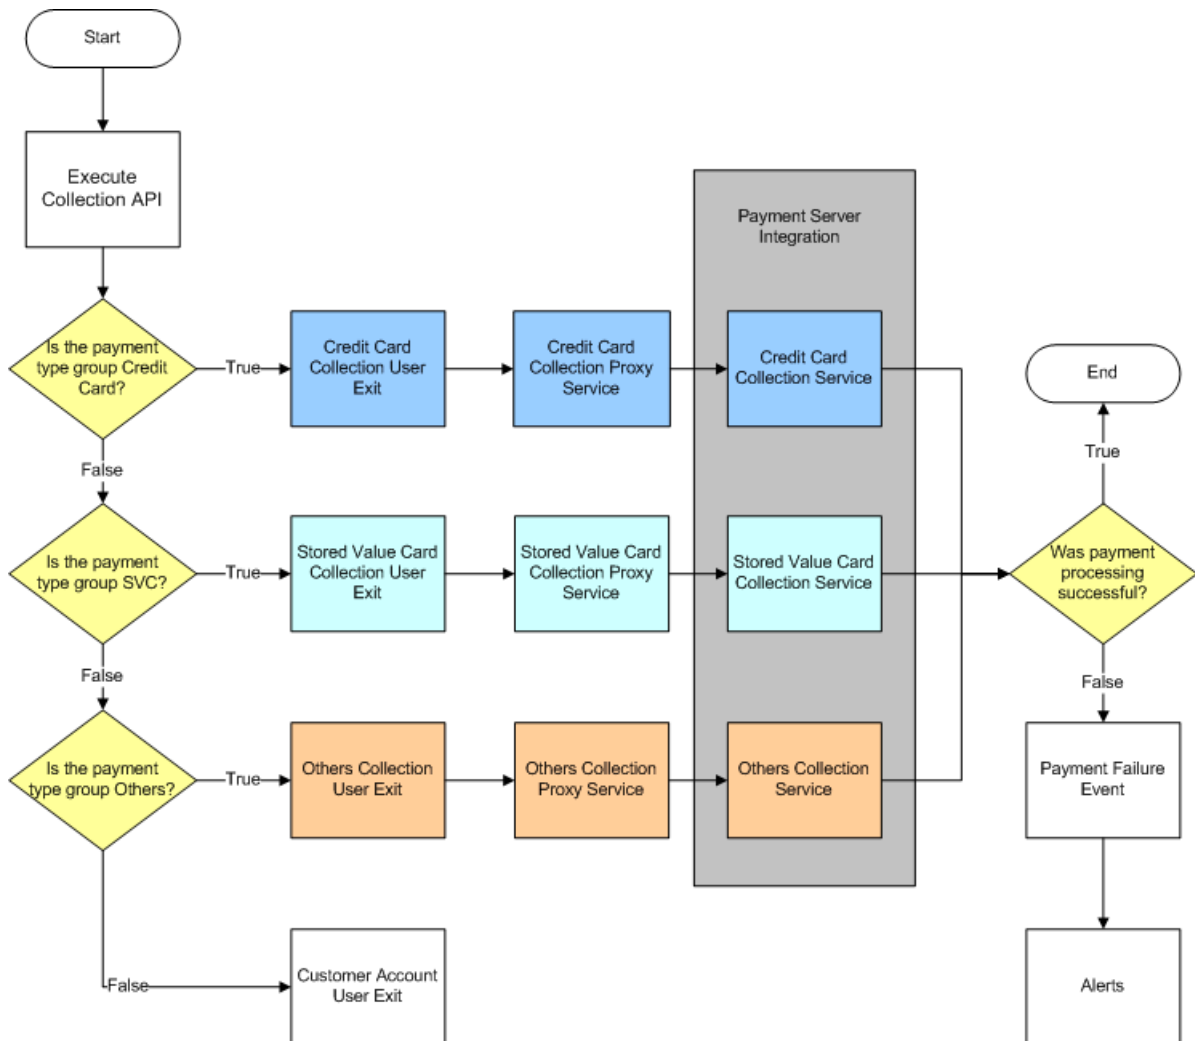 Start
Execute
Collection API
Payment Server
Integration
Is the payment
type group Credit
Card?
True
Credit Card
Collection User
Exit
Credit Card
Collection Proxy
Service
Credit Card
Collection Service
End
True
False
Is the payment
type group SVC?
True
Stored Value Card
Collection User
Exit
Stored Value Card
Collection Proxy
Service
Stored Value Card
Collection Service
Was payment
processing
successful?
False
False
Is the payment
type group Others?
True
Others Collection
User Exit
Others Collection
Proxy Service
Others Collection
Service
Payment Failure
Event
False
Customer Account
User Exit
Alerts